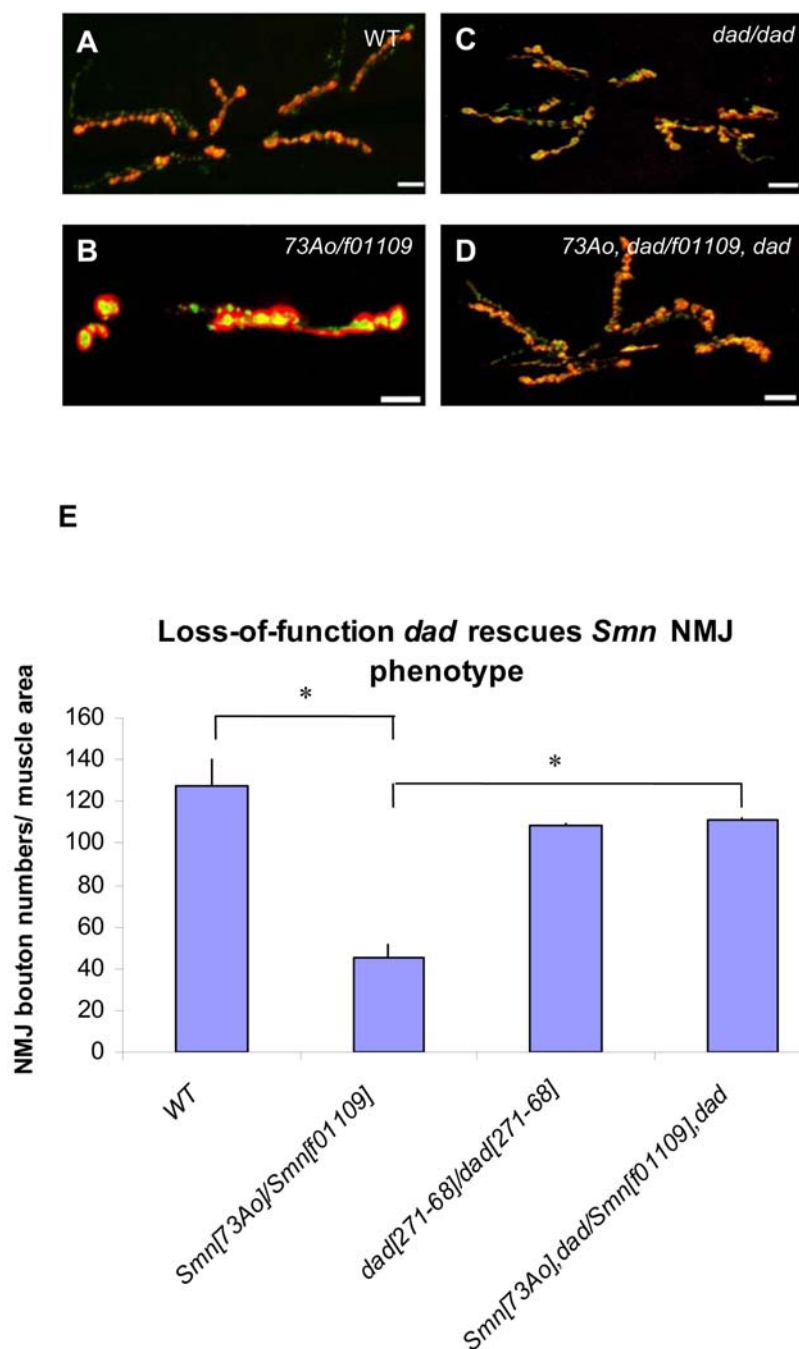 A
WT
C
dad/dad
B
73Ao/f01109
D
73Ao, dad/f01109, dad
E
Loss-of-function dad rescues Smn NMJ
phenotype
NMJ bouton numbers/ muscle area
160
140
120
100
80
60
40
20
0
*
*
WT
Smn[73Ao]/Smn[f01109]
dad[271-68]/dad[271-68]
Smn[73Ao],dad/Smn[f01109],dad